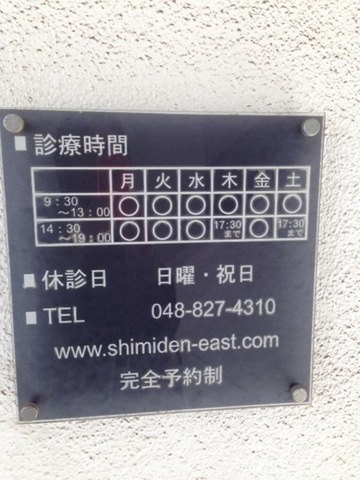 ■ 診療時間
月 火 水 木 金 土
9:30～13:00 ○ ○ ○ ○ ○ ○
14:30～19:00 ○ ○ ○ 17:30まで ○ 17:30まで
■ 休診日 日曜・祝日
■ TEL 048-827-4310
www.shimiden-east.com
完全予約制